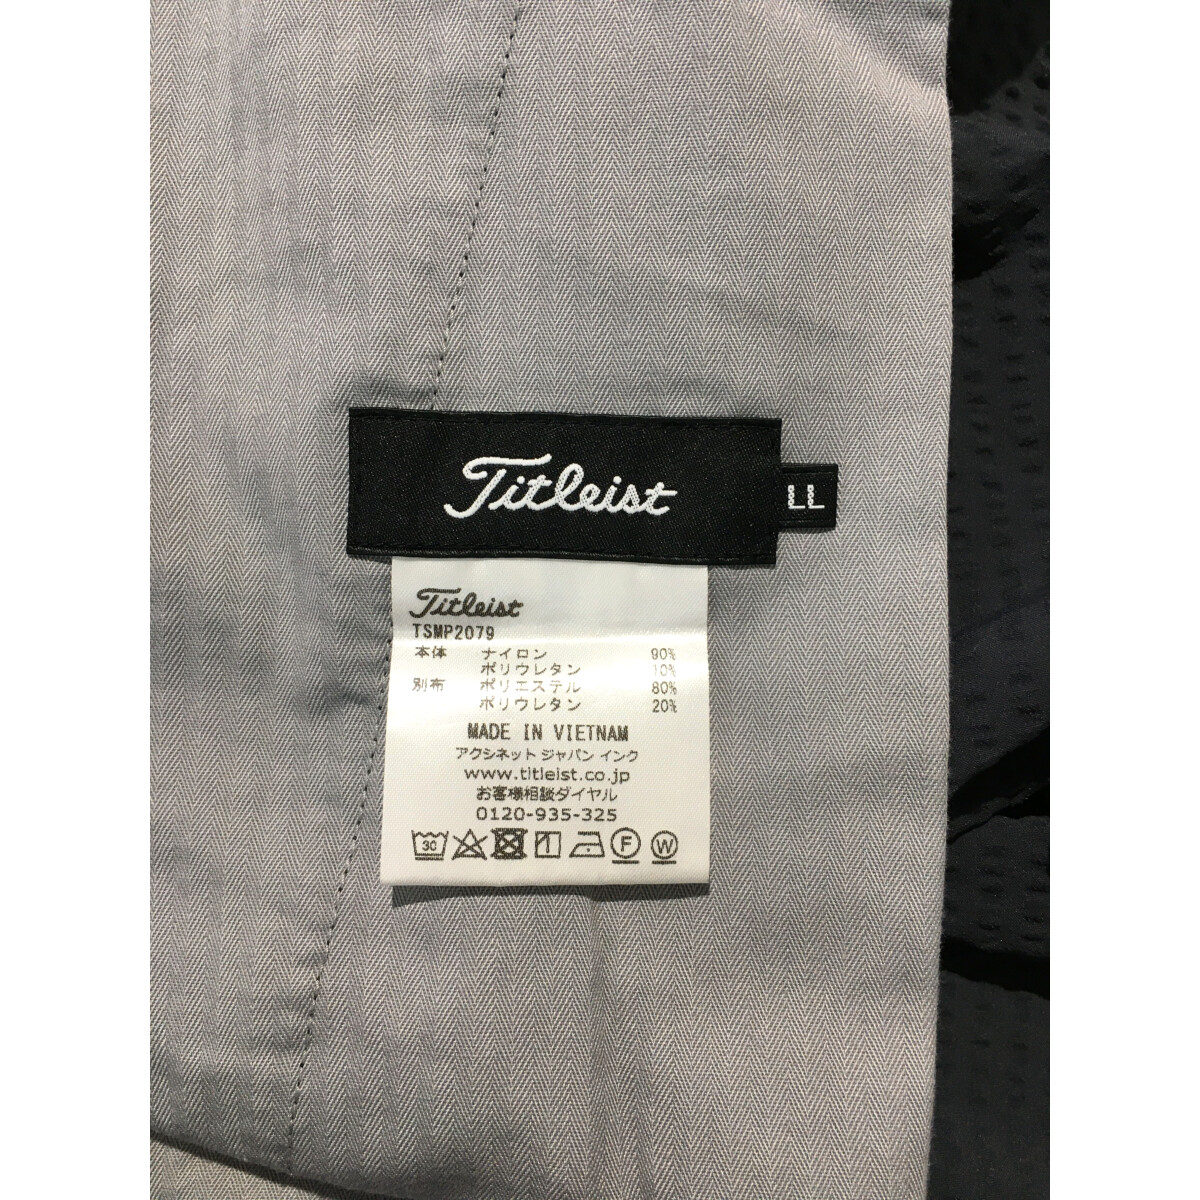 Titleist
LL
Titleist
TSMP2079
本体 ナイロン 90%
ポリウレタン 10%
別布 ポリエステル 80%
ポリウレタン 20%
MADE IN VIETNAM
アクシネット ジャパン インク
www.titleist.co.jp
お客様相談ダイヤル
0120-935-325
30 F W